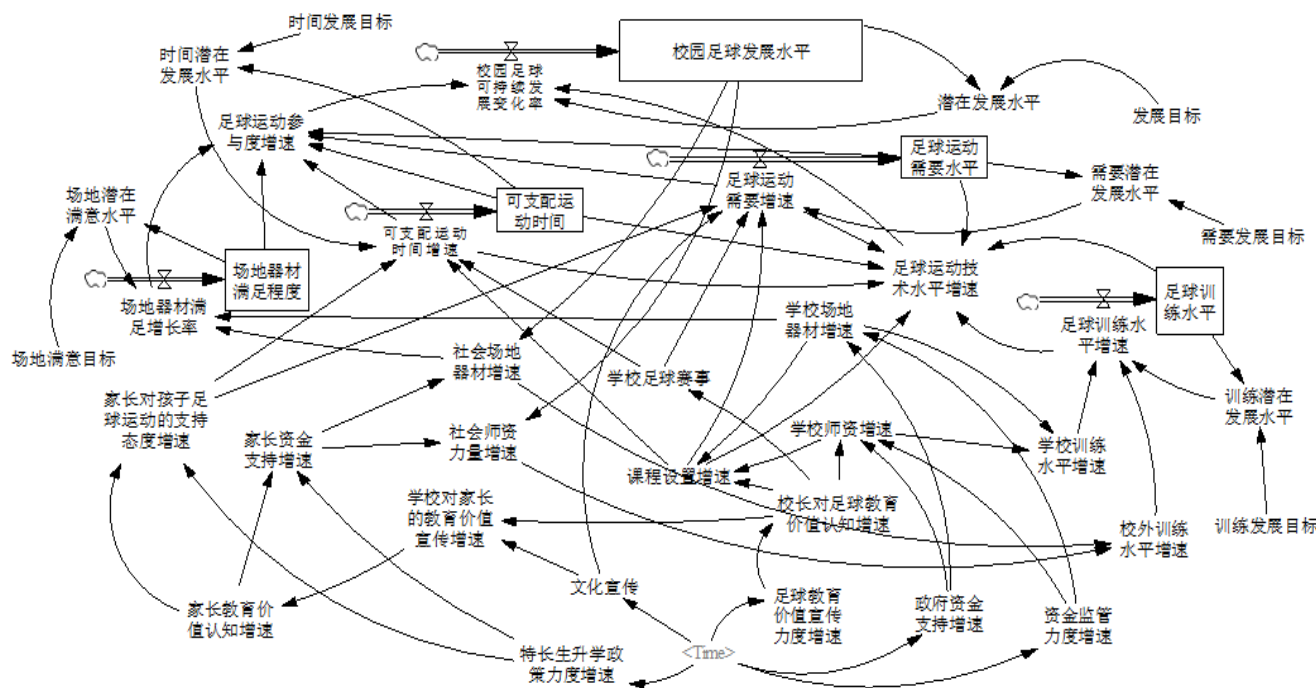 时间发展目标
时间潜在
发展水平
校园足球发展水平
校园足球
可持续发
展变化率
潜在发展水平
发展目标
足球运动参
与度增速
足球运动
需要水平
足球运动
需要增速
需要潜在
发展水平
需要发展目标
场地潜在
满意水平
可支配运
动时间
可支配运动
时间增速
场地器材
满足程度
足球运动技
术水平增速
足球训
练水平
场地器材满
足增长率
学校场地
器材增速
足球训练水
平增速
场地满意目标
社会场地
器材增速
学校足球赛事
家长对孩子足
球运动的支持
态度增速
训练潜在
发展水平
家长资金
支持增速
社会师资
力量增速
学校师资增速
学校训练
水平增速
课程设置增速
学校对家长
的教育价值
宣传增速
校长对足球教育
价值认知增速
校外训练
水平增速
训练发展目标
文化宣传
家长教育价
值认知增速
足球教育
价值宣传
力度增速
政府资金
支持增速
资金监管
力度增速
<Time>
特长生升学政
策力度增速